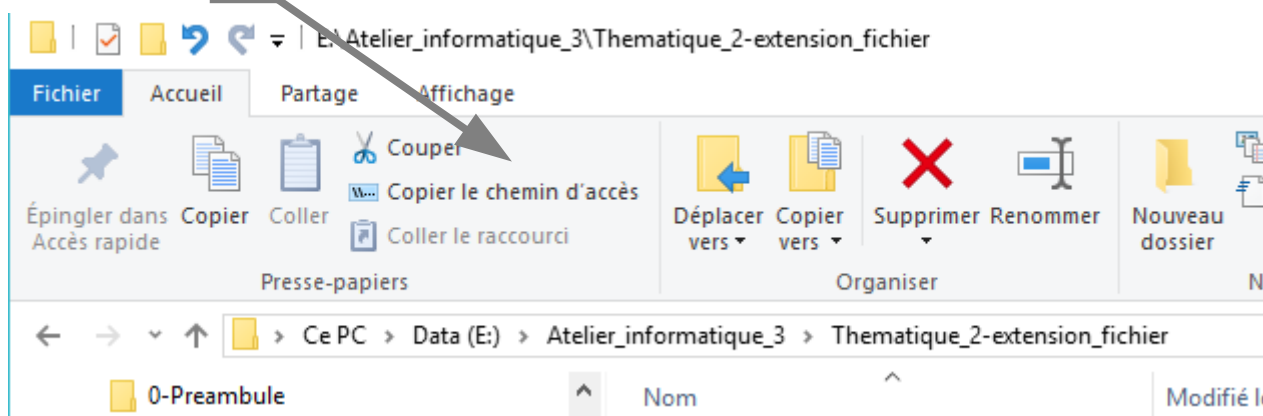 E:\Atelier_informatique_3\Thematique_2-extension_fichier
Fichier Accueil Partage Affichage
Couper
Copier le chemin d'accès
Coller le raccourci
Épingler dans Accès rapide
Copier
Coller
Déplacer vers
Copier vers
Supprimer
Renommer
Nouveau dossier
Presse-papiers
Organiser
N
Ce PC > Data (E:) > Atelier_informatique_3 > Thematique_2-extension_fichier
0-Preambule
Nom
Modifié